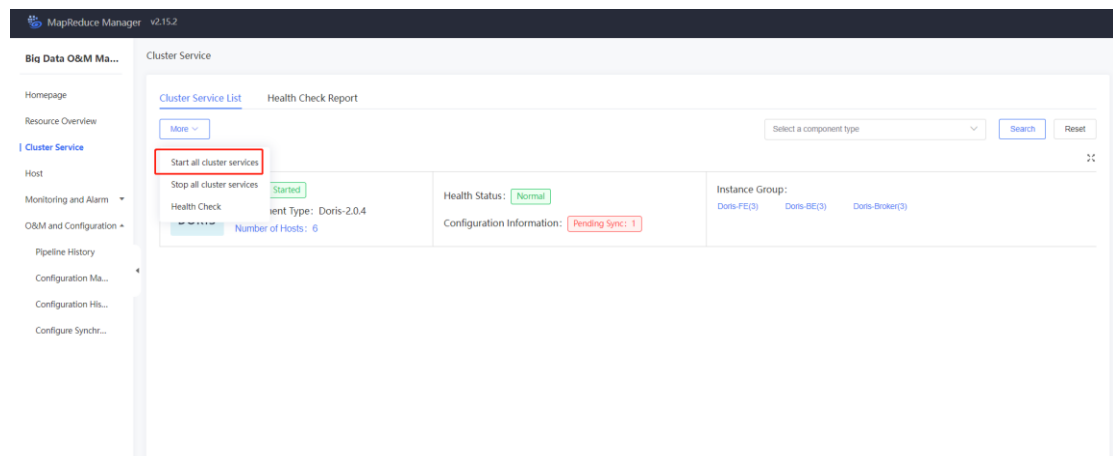 MapReduce Manager v2.15.2
Big Data O&M Ma...
Homepage
Resource Overview
Cluster Service
Host
Monitoring and Alarm
O&M and Configuration
Pipeline History
Configuration Ma...
Configuration His...
Configure Synchr...
Cluster Service
Cluster Service List Health Check Report
More
Select a component type
Search Reset
Start all cluster services
Stop all cluster services
Health Check
Started
ent Type: Doris-2.0.4
Number of Hosts: 6
Health Status: Normal
Configuration Information: Pending Sync: 1
Instance Group:
Doris-FE(3) Doris-BE(3) Doris-Broker(3)